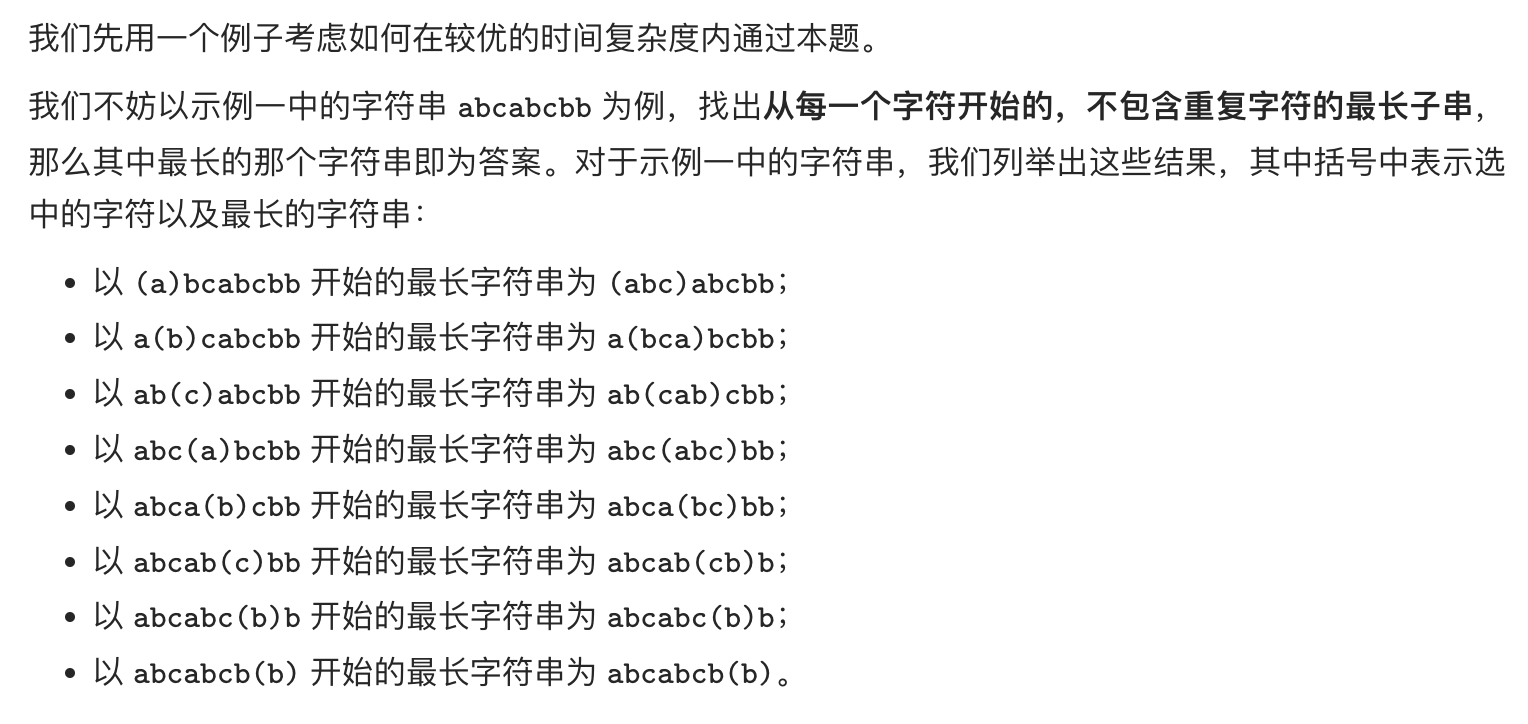 我们先用一个例子考虑如何在较优的时间复杂度内通过本题。
我们不妨以示例一中的字符串 abcabcbb 为例，找出从每一个字符开始的，不包含重复字符的最长子串，
那么其中最长的那个字符串即为答案。对于示例一中的字符串，我们列举出这些结果，其中括号中表示选
中的字符以及最长的字符串：
• 以 (a)bcabcbb 开始的最长字符串为 (abc)abcbb；
• 以 a(b)cabcbb 开始的最长字符串为 a(bca)bcbb；
• 以 ab(c)abcbb 开始的最长字符串为 ab(cab)cbb；
• 以 abc(a)bcbb 开始的最长字符串为 abc(abc)bb；
• 以 abca(b)cbb 开始的最长字符串为 abca(bc)bb；
• 以 abcab(c)bb 开始的最长字符串为 abcab(cb)b；
• 以 abcabc(b)b 开始的最长字符串为 abcabc(b)b；
• 以 abcabcb(b) 开始的最长字符串为 abcabcb(b)。